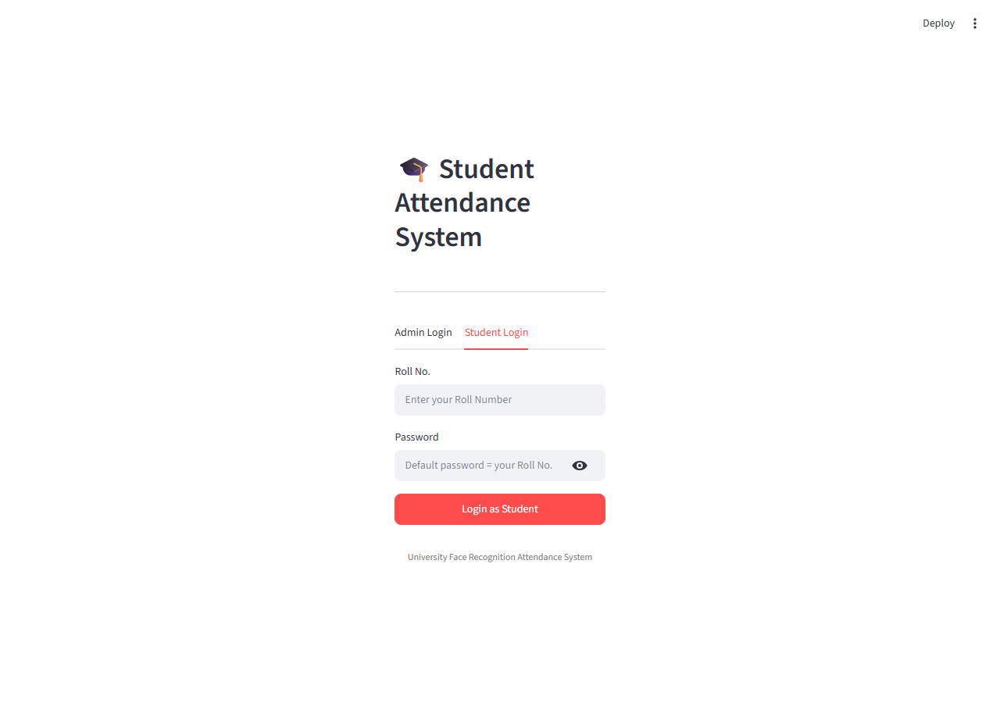 Deploy
🎓 Student
Attendance
System
Admin Login Student Login
Roll No.
Enter your Roll Number
Password
Default password = your Roll No.
Login as Student
University Face Recognition Attendance System